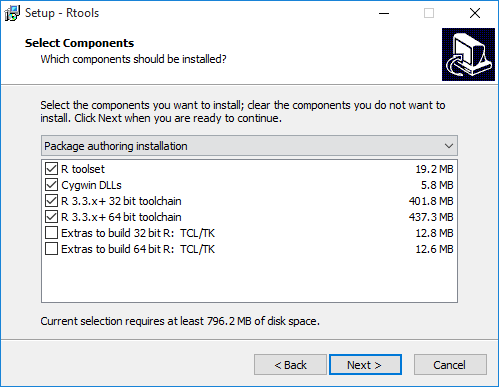 Setup - Rtools
Select Components
Which components should be installed?
Select the components you want to install; clear the components you do not want to
install. Click Next when you are ready to continue.
Package authoring installation
R toolset 19.2 MB
Cygwin DLLs 5.8 MB
R 3.3.x+ 32 bit toolchain 401.8 MB
R 3.3.x+ 64 bit toolchain 437.3 MB
Extras to build 32 bit R: TCL/TK 12.8 MB
Extras to build 64 bit R: TCL/TK 12.6 MB
Current selection requires at least 796.2 MB of disk space.
< Back Next > Cancel